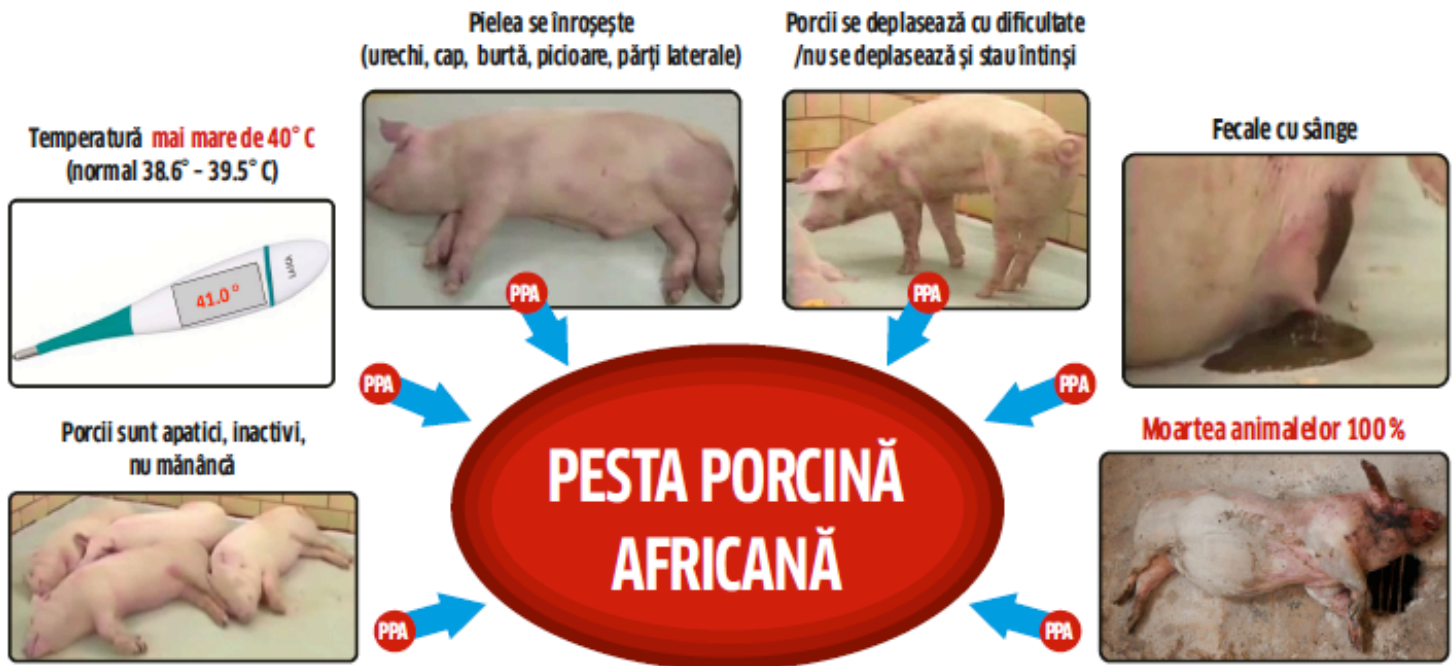 Pielea se înroșește
(urechi, cap, burtă, picioare, părți laterale)
Porcii se deplasează cu dificultate
/nu se deplasează și stau întinși
Temperatură mai mare de 40° C
(normal 38.6° – 39.5° C)
Fecale cu sânge
41.0 °
PPA
PPA
PPA
PPA
Porcii sunt apatici, inactivi,
nu mănâncă
Moartea animalelor 100 %
PESTA PORCINĂ
AFRICANĂ
PPA
PPA